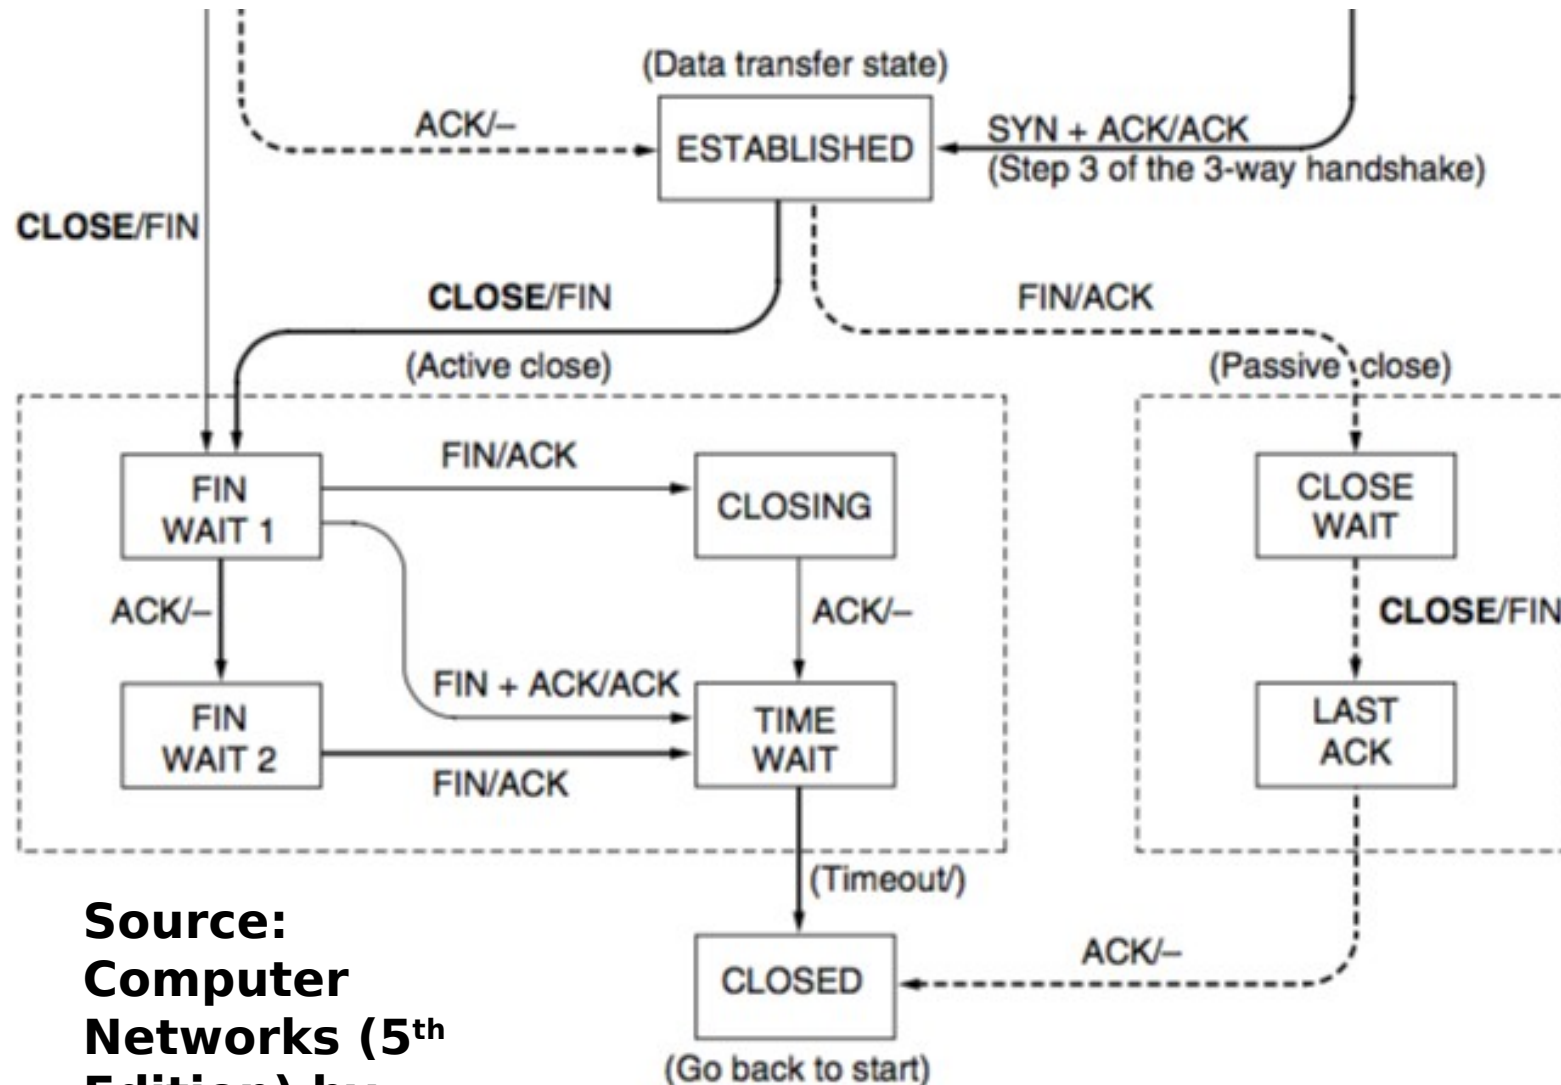 (Data transfer state)
ACK/–
ESTABLISHED
SYN + ACK/ACK
(Step 3 of the 3-way handshake)
CLOSE/FIN
CLOSE/FIN
FIN/ACK
(Active close)
(Passive close)
FIN
WAIT 1
FIN/ACK
CLOSING
CLOSE
WAIT
ACK/–
ACK/–
CLOSE/FIN
FIN + ACK/ACK
FIN
WAIT 2
FIN/ACK
TIME
WAIT
LAST
ACK
(Timeout/)
ACK/–
CLOSED
(Go back to start)
Source:
Computer
Networks (5th
Edition) by